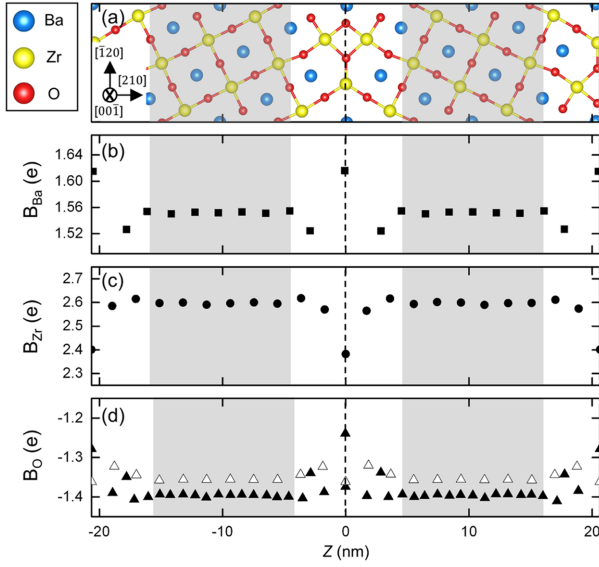 Ba
Zr
O
(a)
[1̄20]
[210]
[001̄]
(b)
B_Ba (e)
1.64
1.60
1.56
1.52
(c)
B_Zr (e)
2.7
2.6
2.5
2.4
2.3
(d)
B_O (e)
-1.2
-1.3
-1.4
-20 -10 0 10 20
Z (nm)